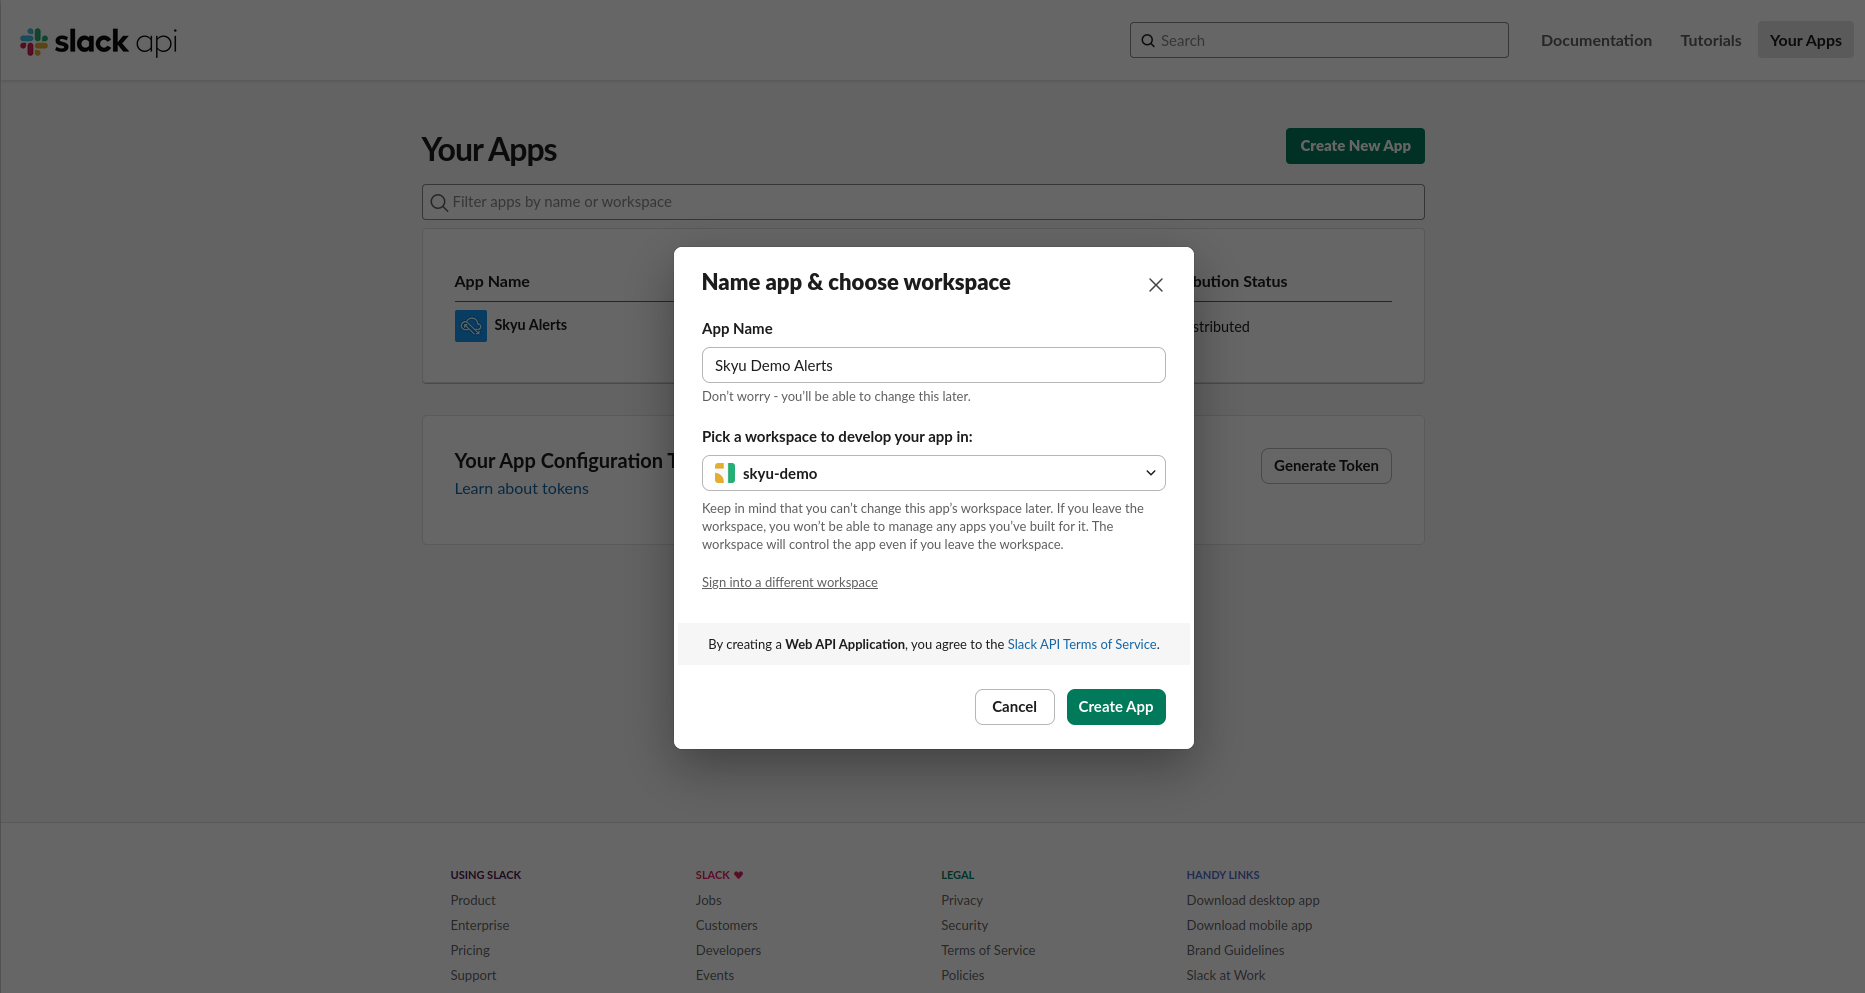 slack api
Search
Documentation
Tutorials
Your Apps
Your Apps
Create New App
Filter apps by name or workspace
App Name
bution Status
Skyu Alerts
stributed
Your App Configuration T
Learn about tokens
Generate Token
Name app & choose workspace
App Name
Skyu Demo Alerts
Don't worry - you'll be able to change this later.
Pick a workspace to develop your app in:
skyu-demo
Keep in mind that you can't change this app's workspace later. If you leave the
workspace, you won't be able to manage any apps you've built for it. The
workspace will control the app even if you leave the workspace.
Sign into a different workspace
By creating a Web API Application, you agree to the Slack API Terms of Service.
Cancel
Create App
USING SLACK
Product
Enterprise
Pricing
Support
SLACK ♥
Jobs
Customers
Developers
Events
LEGAL
Privacy
Security
Terms of Service
Policies
HANDY LINKS
Download desktop app
Download mobile app
Brand Guidelines
Slack at Work